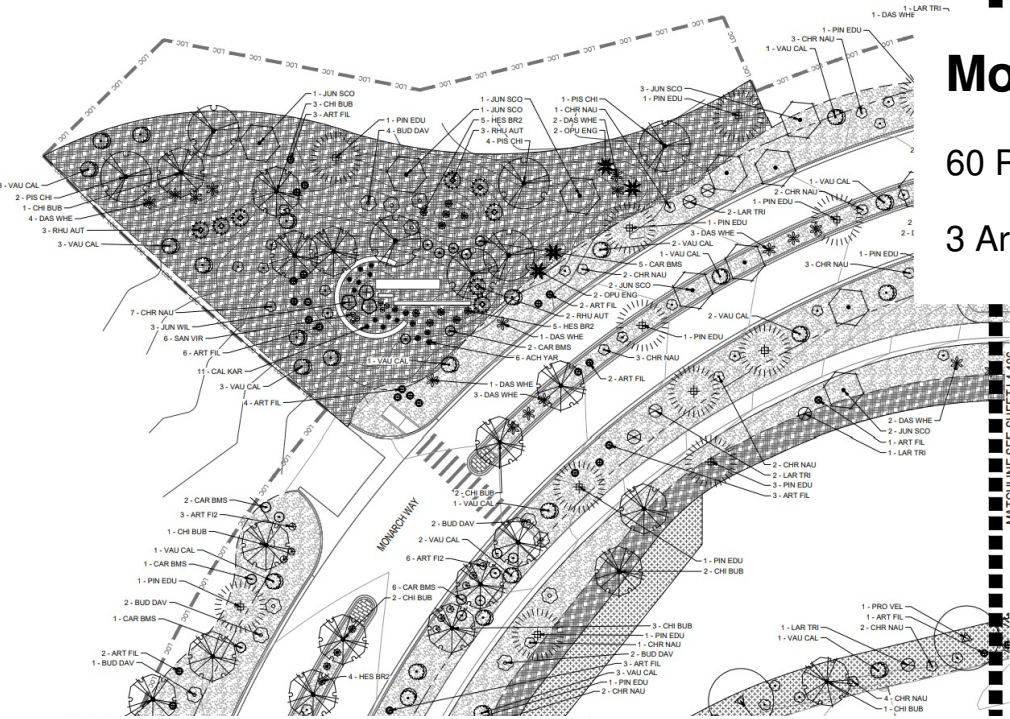 1 - LAR TRI
1 - DAS WHE
1 - PIN EDU
3 - CHR NAU
1 - VAU CAL
Mo
60 P
3 Ar
LOC LOC LOC LOC LOC LOC
1 - JUN SCO
3 - CHI BUB
3 - ART FIL
1 - PIN EDU
4 - BUD DAV
1 - JUN SCO
1 - JUN SCO
5 - HES BR2
3 - RHU AUT
4 - PIS CHI
1 - PIS CHI
1 - CHR NAU
2 - DAS WHE
2 - OPU ENG
3 - JUN SCO
1 - PIN EDU
- VAU CAL
2 - PIS CHI
1 - CHI BUB
4 - DAS WHE
3 - RHU AUT
3 - VAU CAL
1 - VAU CAL
2 - CHR NAU
1 - PIN EDU
2 - LAR TRI
1 - PIN EDU
3 - DAS WHE
2 - VAU CAL
1 - VAU CAL
5 - CAR BMS
2 - CHR NAU
2 - JUN SCO
2 - OPU ENG
2 - ART FIL
2 - RHU AUT
5 - HES BR2
1 - DAS WHE
2 - CAR BMS
6 - ACH YAR
1 - PIN EDU
3 - CHR NAU
2 - VAU CAL
1 - PIN EDU
3 - CHR NAU
2 - ART FIL
7 - CHR NAU
3 - JUN WIL
6 - SAN VIR
6 - ART FIL
11 - CAL KAR
3 - VAU CAL
4 - ART FIL
1 - VAU CAL
1 - DAS WHE
3 - DAS WHE
2 - DAS WHE
2 - JUN SCO
1 - ART FIL
1 - LAR TRI
2 - CHR NAU
2 - LAR TRI
3 - PIN EDU
3 - ART FIL
MONARCH WAY
2 - CHI BUB
1 - VAU CAL
2 - BUD DAV
2 - VAU CAL
6 - ART FI2
6 - CAR BMS
2 - CHI BUB
2 - CAR BMS
3 - ART FI2
1 - CHI BUB
1 - VAU CAL
1 - CAR BMS
1 - PIN EDU
2 - BUD DAV
1 - CAR BMS
2 - ART FIL
1 - BUD DAV
4 - HES BR2
1 - PIN EDU
2 - CHI BUB
3 - CHI BUB
1 - PIN EDU
1 - CHR NAU
2 - BUD DAV
3 - ART FIL
3 - VAU CAL
1 - PIN EDU
2 - CHR NAU
1 - PRO VEL
1 - ART FIL
2 - CHR NAU
1 - LAR TRI
1 - VAU CAL
4 - CHR NAU
1 - CHI BUB